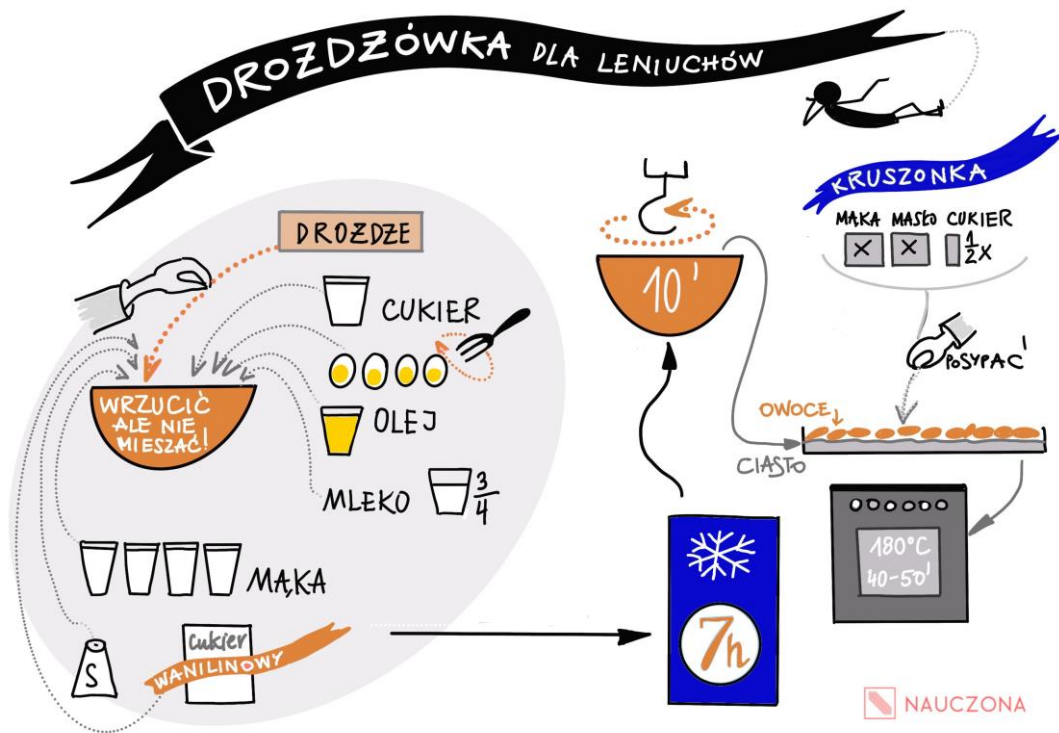 DROŻDŻÓWKA DLA LENIUCHÓW
DROŻDŻE
CUKIER
OLEJ
MLEKO 3/4
WRZUCIĆ
ALE NIE
MIESZAĆ!
MĄKA
S
cukier
WANILINOWY
7h
10'
KRUSZONKA
MĄKA MASŁO CUKIER
X X 1/2X
POSYPAĆ
OWOCE
CIASTO
180°C
40-50'
NAUCZONA